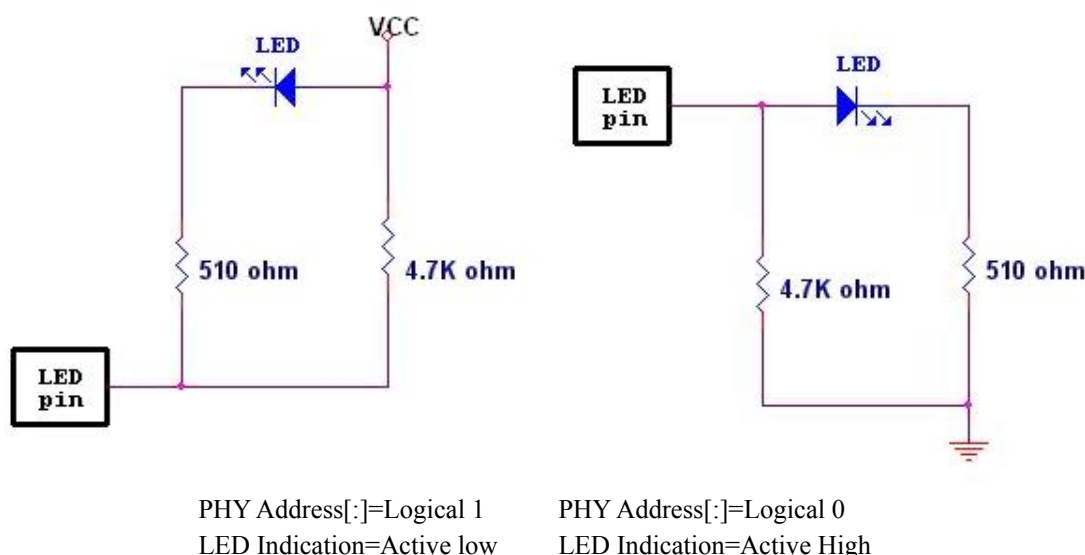 VCC
LED
510 ohm
4.7K ohm
LED
pin
LED
LED
pin
4.7K ohm
510 ohm
PHY Address[:]=Logical 1
LED Indication=Active low
PHY Address[:]=Logical 0
LED Indication=Active High